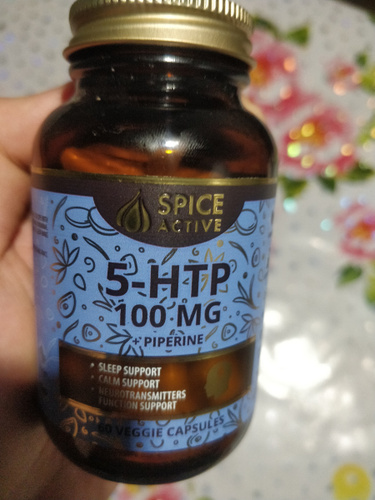 SPICE
ACTIVE
5-HTP
100 MG
+ PIPERINE
• SLEEP SUPPORT
• CALM SUPPORT
• NEUROTRANSMITTERS
FUNCTION SUPPORT
VEGGIE CAPSULES